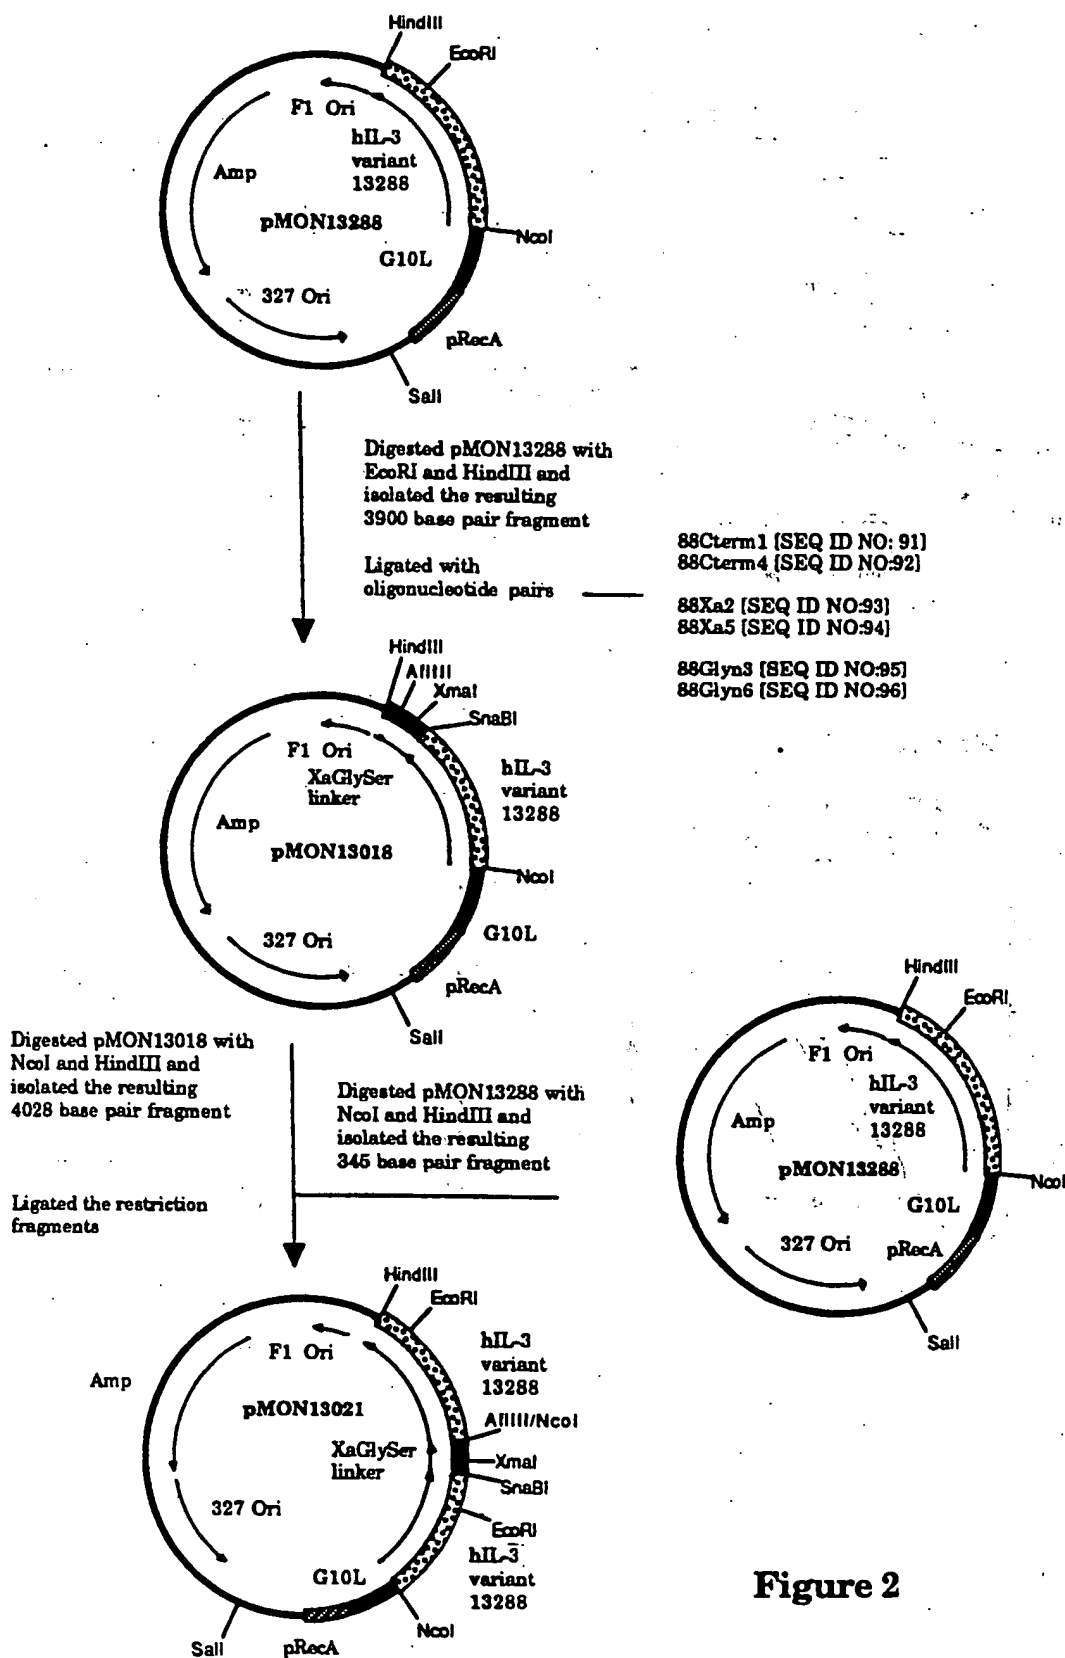 HindIII
EcoRI
F1 Ori
hIL-3
variant
13288
Amp
pMON13288
NcoI
G10L
327 Ori
pRecA
SalI
Digested pMON13288 with
EcoRI and HindIII and
isolated the resulting
3900 base pair fragment
Ligated with
oligonucleotide pairs
88Cterm1 [SEQ ID NO: 91]
88Cterm4 [SEQ ID NO:92]
88Xa2 [SEQ ID NO:93]
88Xa5 [SEQ ID NO:94]
88Glyn3 [SEQ ID NO:95]
88Glyn6 [SEQ ID NO:96]
HindIII
AflIII
XmaI
SnaBI
F1 Ori
XaGlySer
linker
hIL-3
variant
13288
Amp
pMON13018
NcoI
G10L
327 Ori
pRecA
SalI
Digested pMON13018 with
NcoI and HindIII and
isolated the resulting
4028 base pair fragment
Digested pMON13288 with
NcoI and HindIII and
isolated the resulting
345 base pair fragment
Ligated the restriction
fragments
HindIII
EcoRI
F1 Ori
hIL-3
variant
13288
Amp
pMON13288
NcoI
G10L
327 Ori
pRecA
SalI
HindIII
EcoRI
F1 Ori
hIL-3
variant
13288
Amp
pMON13021
AflIII/NcoI
XaGlySer
linker
XmaI
SnaBI
327 Ori
EcoRI
hIL-3
variant
13288
G10L
NcoI
SalI
pRecA
Figure 2